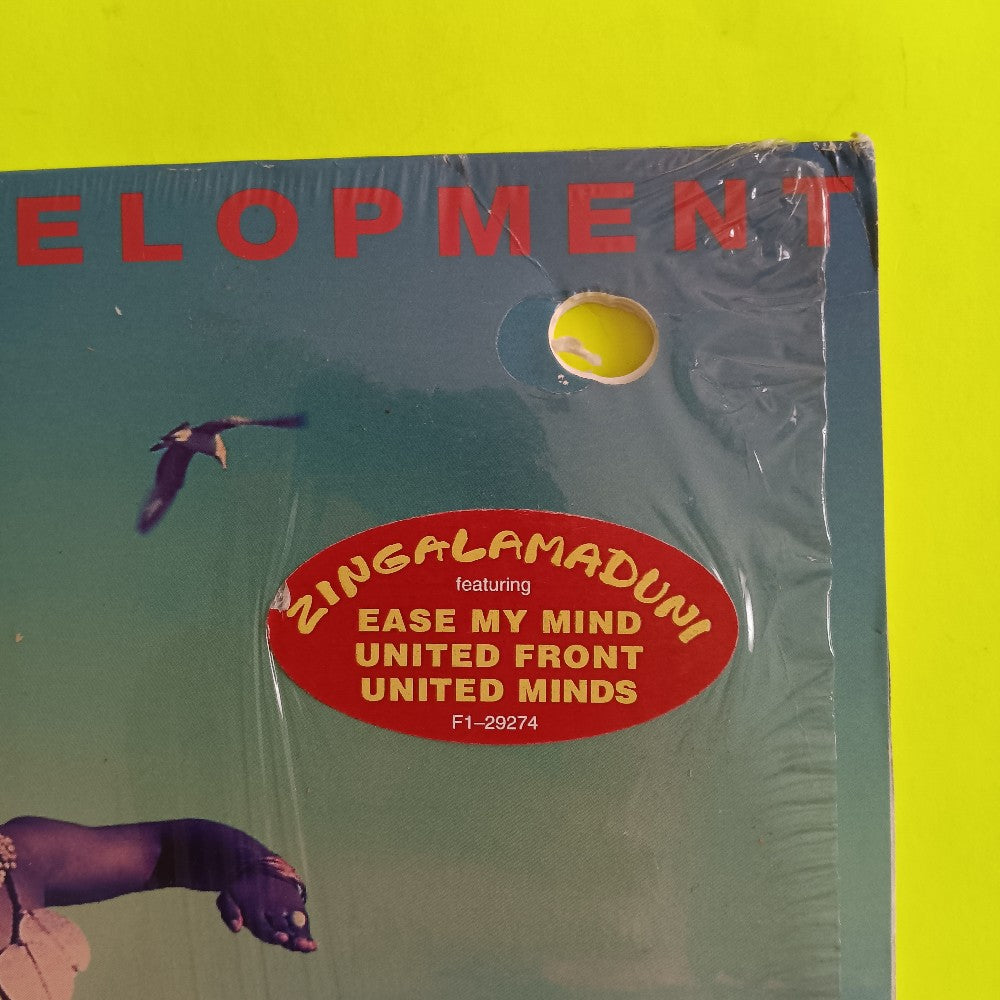 ELOPMENT
ZINGALAMADUNI
featuring
EASE MY MIND
UNITED FRONT
UNITED MINDS
F1–29274